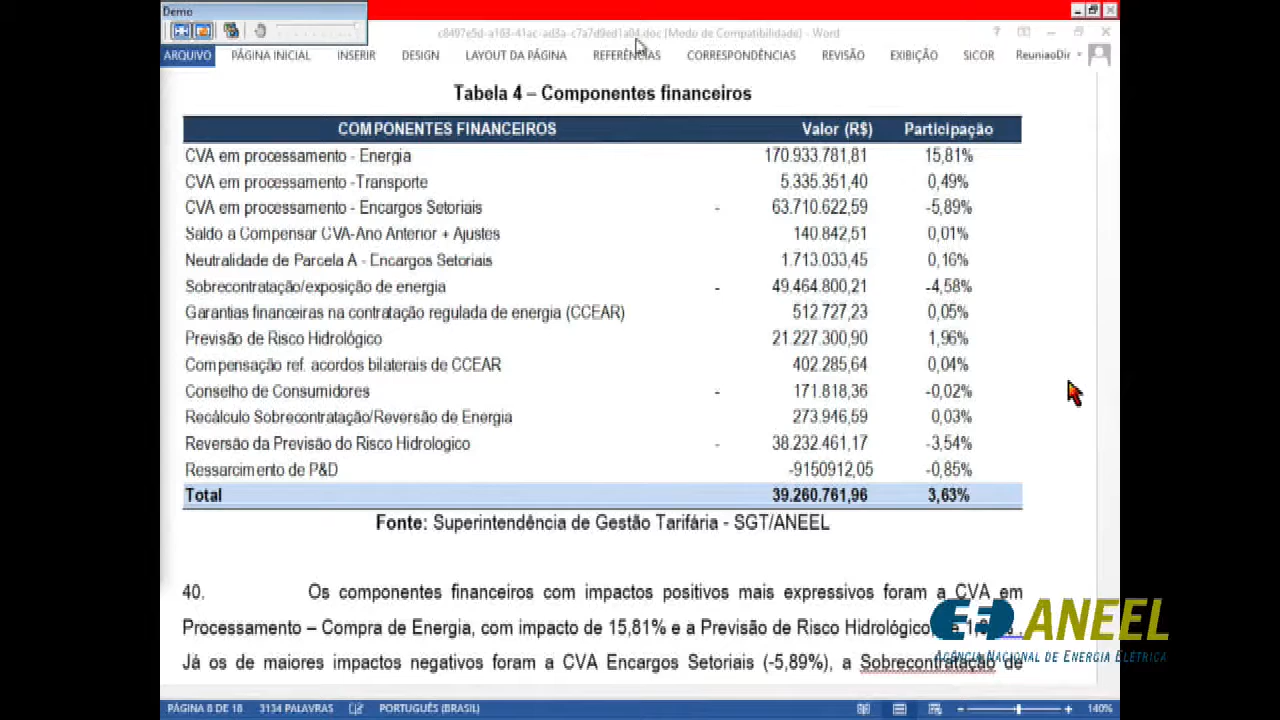 Demo
c8497e5d-a163-41ac-ad3a-c7a7d9ed1a04.doc [Modo de Compatibilidade] - Word
ARQUIVO PÁGINA INICIAL INSERIR DESIGN LAYOUT DA PÁGINA REFERÊNCIAS CORRESPONDÊNCIAS REVISÃO EXIBIÇÃO SICOR ReuniaoDir
Tabela 4 – Componentes financeiros
COMPONENTES FINANCEIROS Valor (R$) Participação
CVA em processamento - Energia 170.933.781,81 15,81%
CVA em processamento -Transporte 5.335.351,40 0,49%
CVA em processamento - Encargos Setoriais - 63.710.622,59 -5,89%
Saldo a Compensar CVA-Ano Anterior + Ajustes 140.842,51 0,01%
Neutralidade de Parcela A - Encargos Setoriais 1.713.033,45 0,16%
Sobrecontratação/exposição de energia - 49.464.800,21 -4,58%
Garantias financeiras na contratação regulada de energia (CCEAR) 512.727,23 0,05%
Previsão de Risco Hidrológico 21.227.300,90 1,96%
Compensação ref. acordos bilaterais de CCEAR 402.285,64 0,04%
Conselho de Consumidores - 171.818,36 -0,02%
Recálculo Sobrecontratação/Reversão de Energia 273.946,59 0,03%
Reversão da Previsão do Risco Hidrologico - 38.232.461,17 -3,54%
Ressarcimento de P&D -9150912,05 -0,85%
Total 39.260.761,96 3,63%
Fonte: Superintendência de Gestão Tarifária - SGT/ANEEL
40. Os componentes financeiros com impactos positivos mais expressivos foram a CVA em
Processamento – Compra de Energia, com impacto de 15,81% e a Previsão de Risco Hidrológico,
Já os de maiores impactos negativos foram a CVA Encargos Setoriais (-5,89%), a Sobrecontratação de
ANEEL
AGÊNCIA NACIONAL DE ENERGIA ELÉTRICA
PÁGINA 8 DE 18 3134 PALAVRAS PORTUGUÊS (BRASIL) 140%